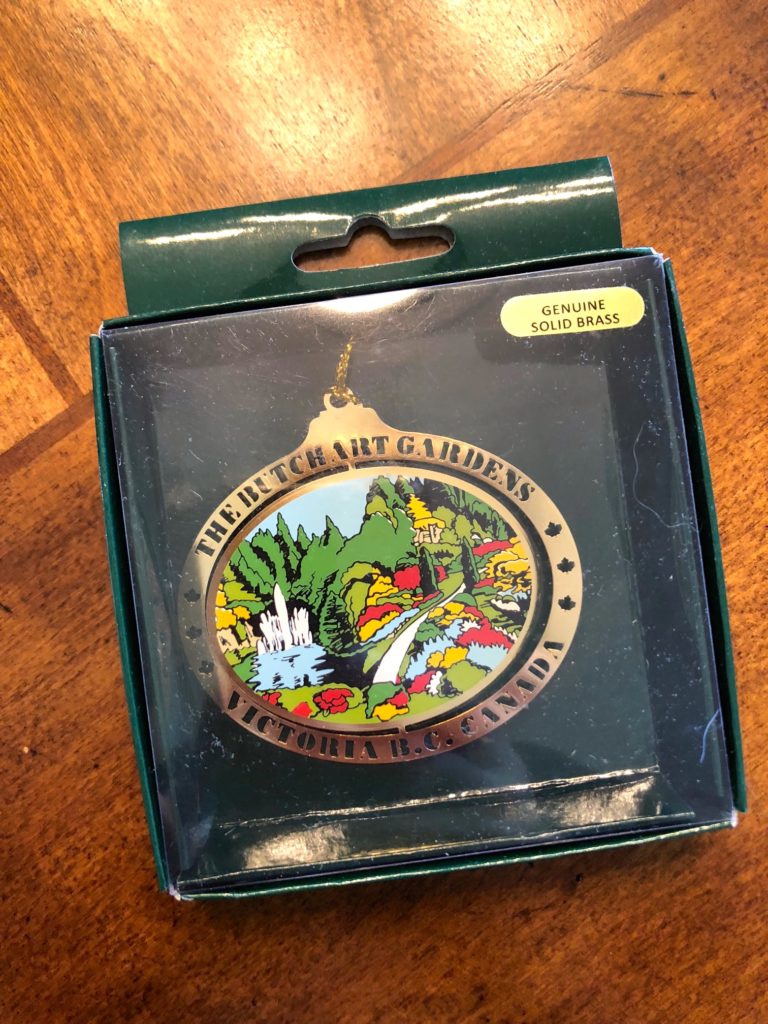 GENUINE
SOLID BRASS
THE BUTCHART GARDENS
VICTORIA B.C. CANADA